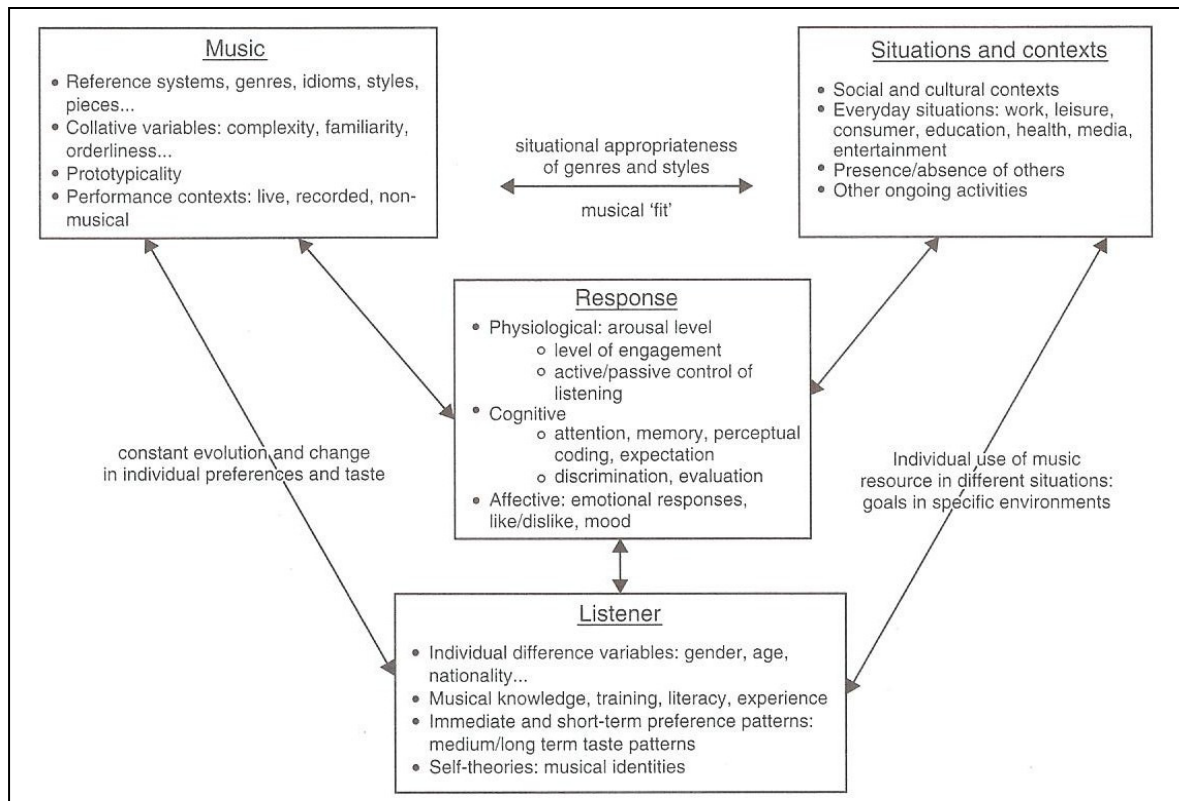 Music
• Reference systems, genres, idioms, styles,
pieces...
• Collative variables: complexity, familiarity,
orderliness...
• Prototypicality
• Performance contexts: live, recorded, non-
musical
situational appropriateness
of genres and styles
musical ‘fit’
Situations and contexts
• Social and cultural contexts
• Everyday situations: work, leisure,
consumer, education, health, media,
entertainment
• Presence/absence of others
• Other ongoing activities
Response
• Physiological: arousal level
○ level of engagement
○ active/passive control of
listening
• Cognitive
○ attention, memory, perceptual
coding, expectation
○ discrimination, evaluation
• Affective: emotional responses,
like/dislike, mood
constant evolution and change
in individual preferences and taste
Individual use of music
resource in different situations:
goals in specific environments
Listener
• Individual difference variables: gender, age,
nationality...
• Musical knowledge, training, literacy, experience
• Immediate and short-term preference patterns:
medium/long term taste patterns
• Self-theories: musical identities